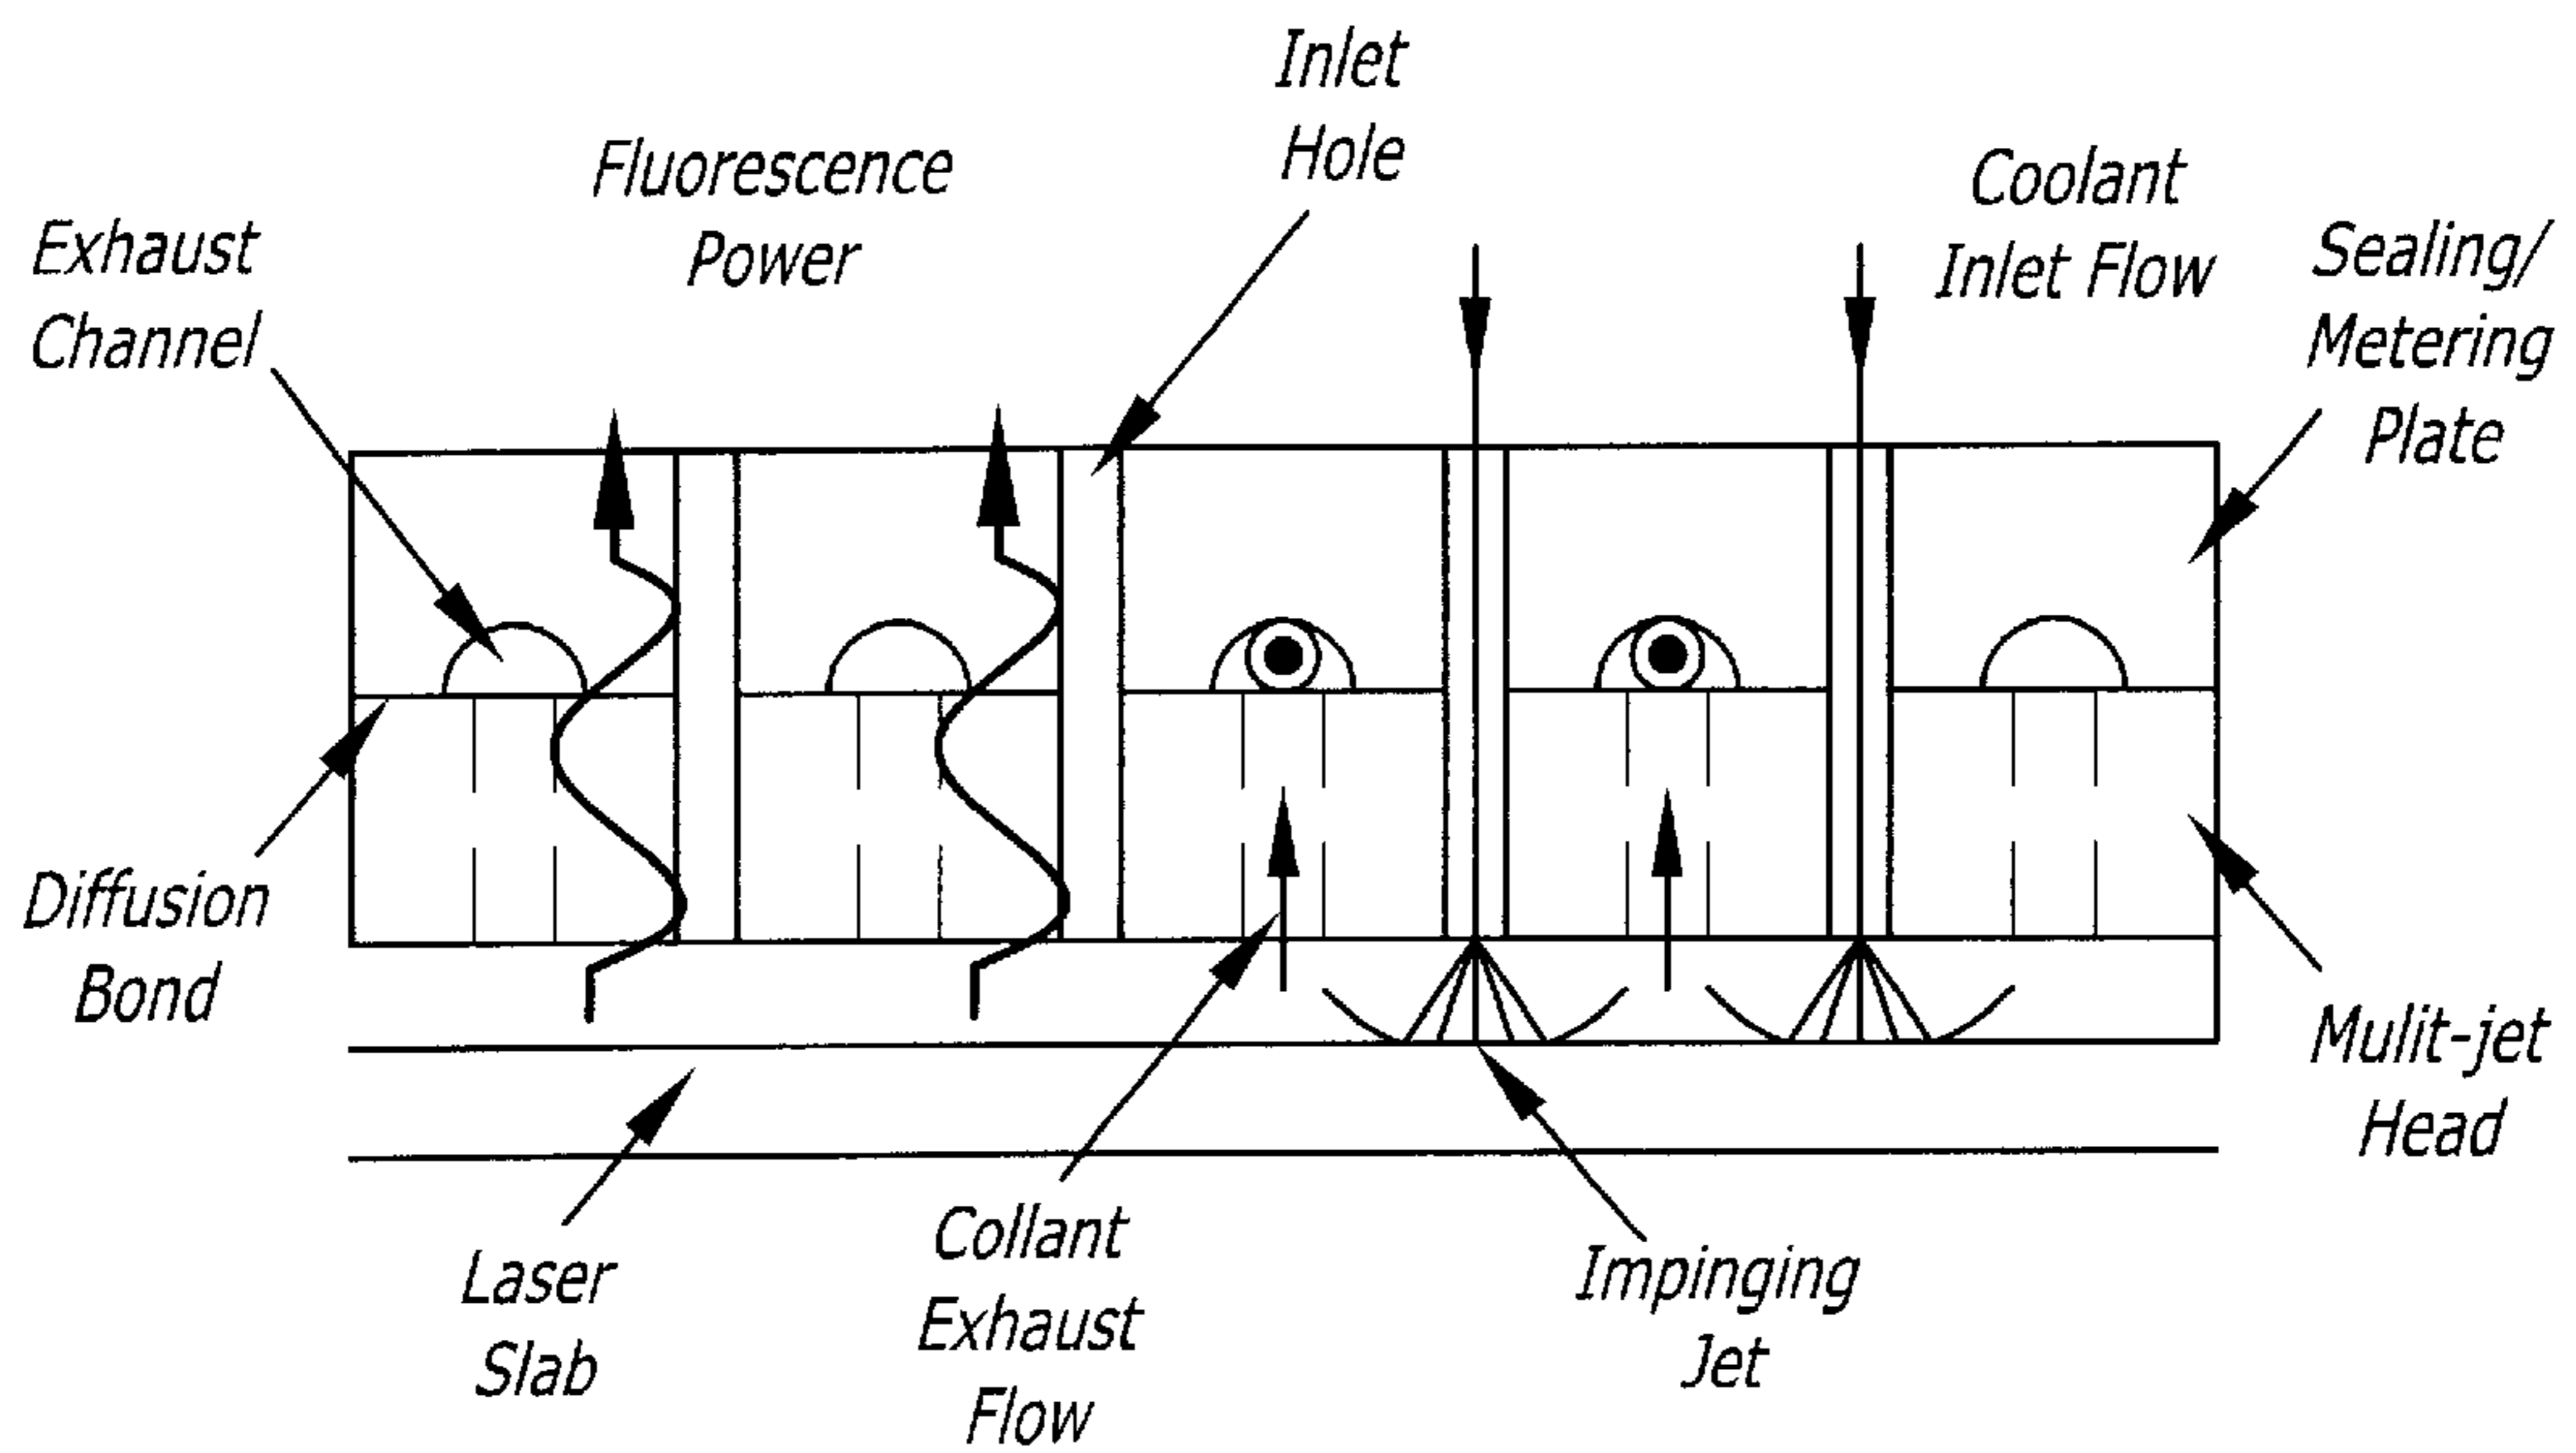 Inlet
Hole
Fluorescence
Power
Coolant
Inlet Flow
Exhaust
Channel
Sealing/
Metering
Plate
Diffusion
Bond
Mulit-jet
Head
Laser
Slab
Collant
Exhaust
Flow
Impinging
Jet